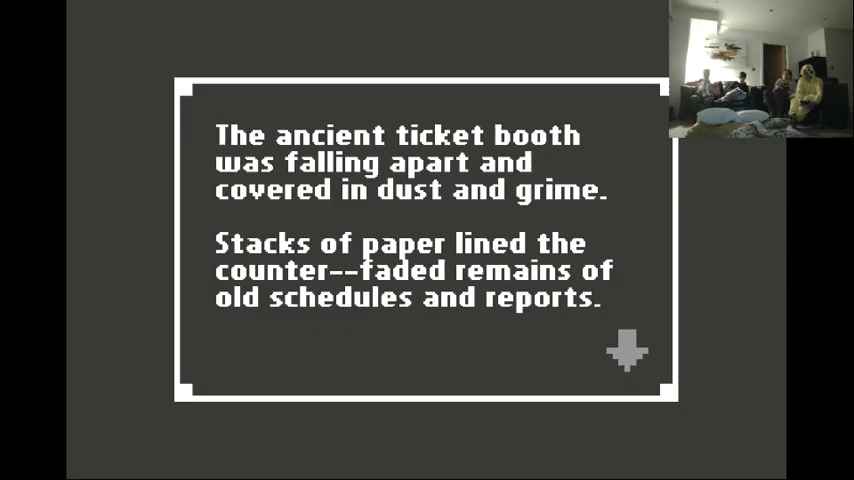 The ancient ticket booth
was falling apart and
covered in dust and grime.
Stacks of paper lined the
counter--faded remains of
old schedules and reports.